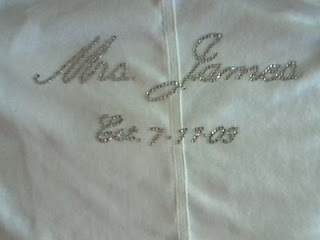 Mrs. James
Est. 7-11-03